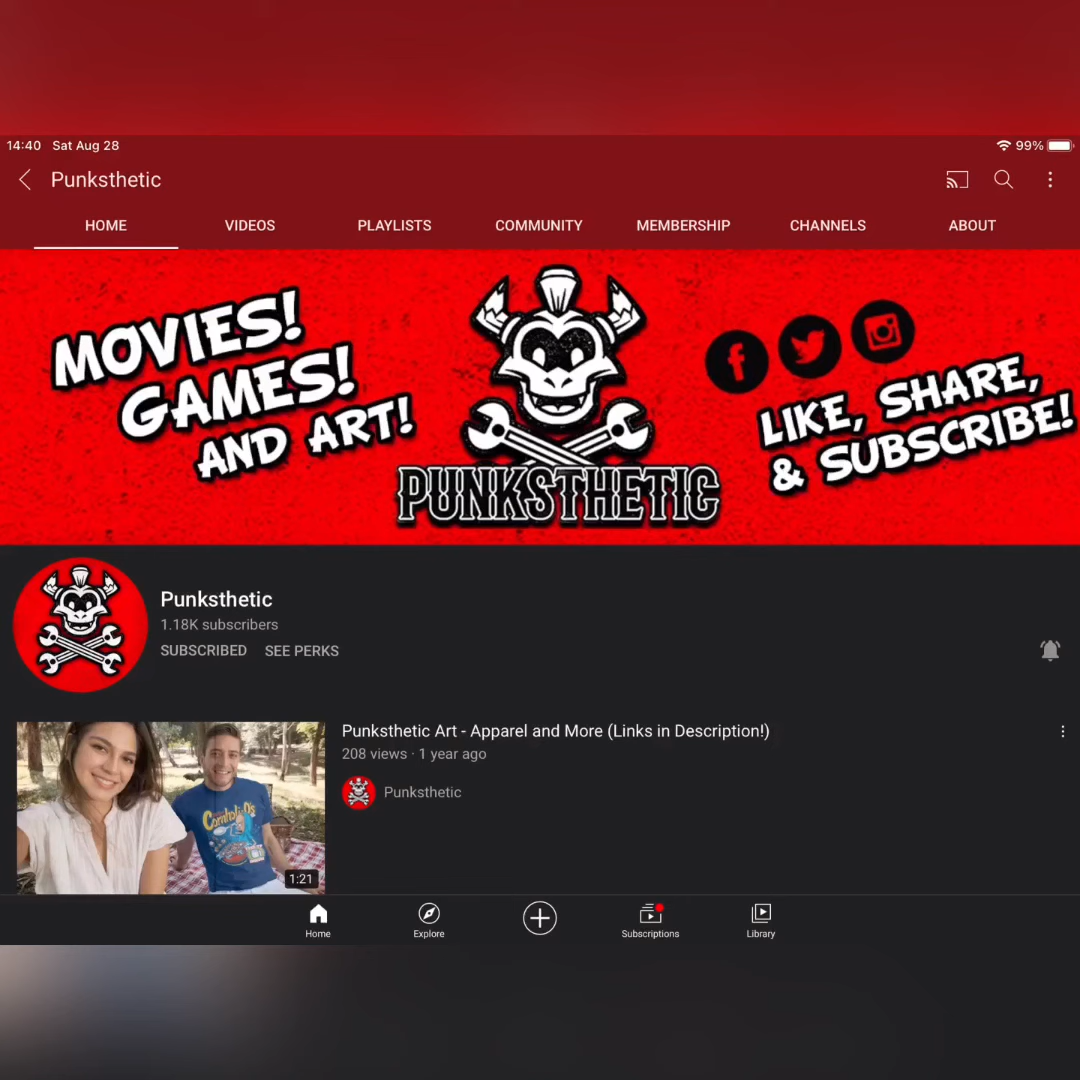 14:40 Sat Aug 28 99%
Punksthetic
HOME VIDEOS PLAYLISTS COMMUNITY MEMBERSHIP CHANNELS ABOUT
MOVIES!
GAMES!
AND ART!
PUNKSTHETIC
LIKE, SHARE,
& SUBSCRIBE!
Punksthetic
1.18K subscribers
SUBSCRIBED SEE PERKS
Cornholi-O's
1:21
Punksthetic Art - Apparel and More (Links in Description!)
208 views · 1 year ago
Punksthetic
Home Explore Subscriptions Library